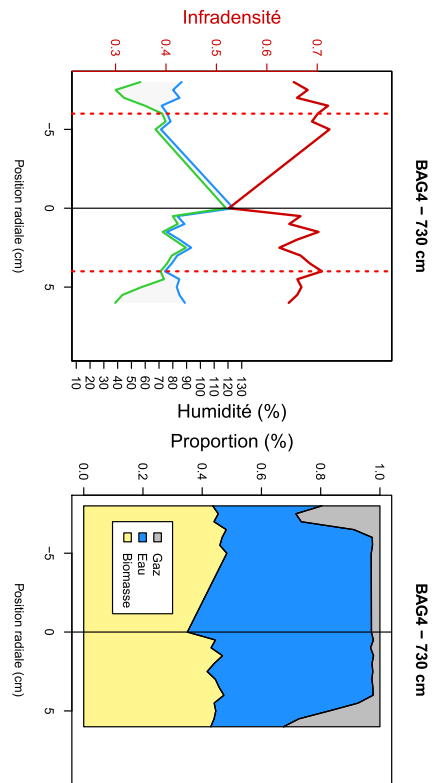 Infradensité
0.3 0.4 0.5 0.6 0.7
BAG4 – 730 cm
−5 0 5
Position radiale (cm)
10 20 30 40 50 60 70 80 90 100 110 120 130
Humidité (%)
Proportion (%)
0.0 0.2 0.4 0.6 0.8 1.0
BAG4 – 730 cm
Gaz
Eau
Biomasse
−5 0 5
Position radiale (cm)